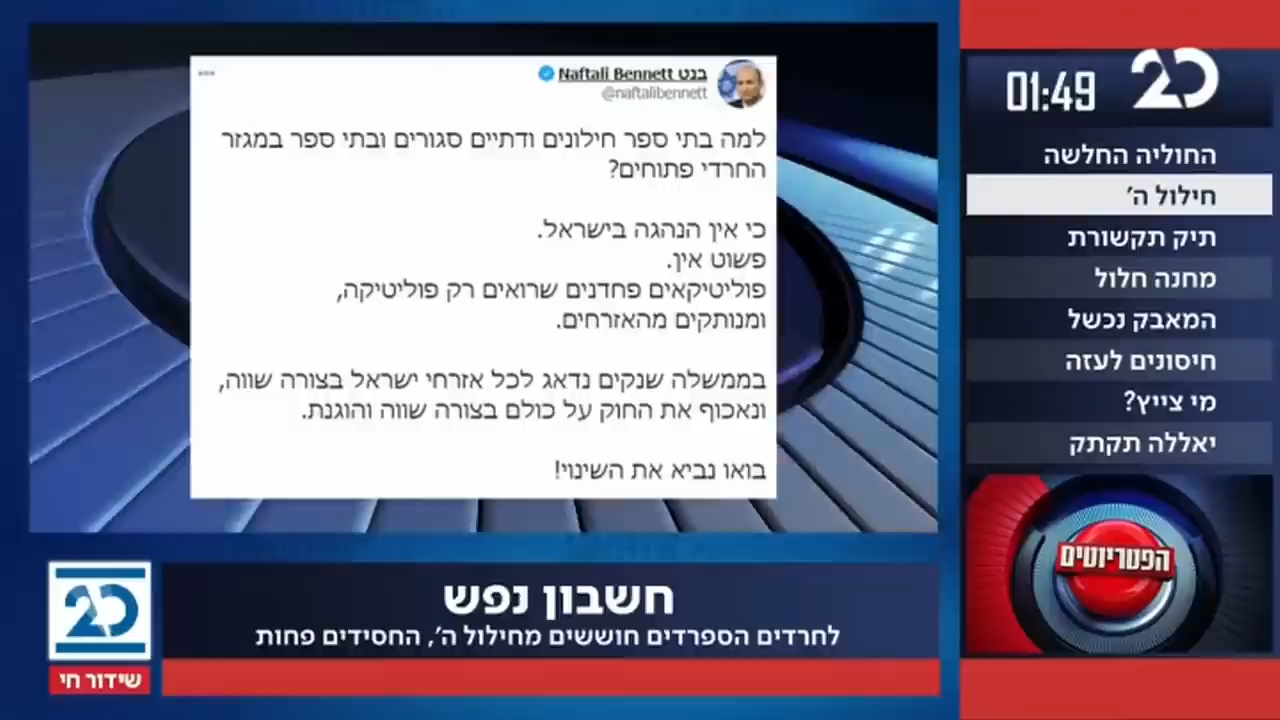 בנט Naftali Bennett
@naftalibennett
למה בתי ספר חילונים ודתיים סגורים ובתי ספר במגזר
החרדי פתוחים?
כי אין הנהגה בישראל.
פשוט אין.
פוליטיקאים פחדנים שרואים רק פוליטיקה,
ומנותקים מהאזרחים.
בממשלה שנקים נדאג לכל אזרחי ישראל בצורה שווה,
ונאכוף את החוק על כולם בצורה שווה והוגנת.
בואו נביא את השינוי!
20
01:49
החוליה החלשה
חילול ה'
תיק תקשורת
מחנה חלול
המאבק נכשל
חיסונים לעזה
מי צייץ?
יאללה תקתק
הפטריוטים
חשבון נפש
לחרדים הספרדים חוששים מחילול ה', החסידים פחות
20
שידור חי